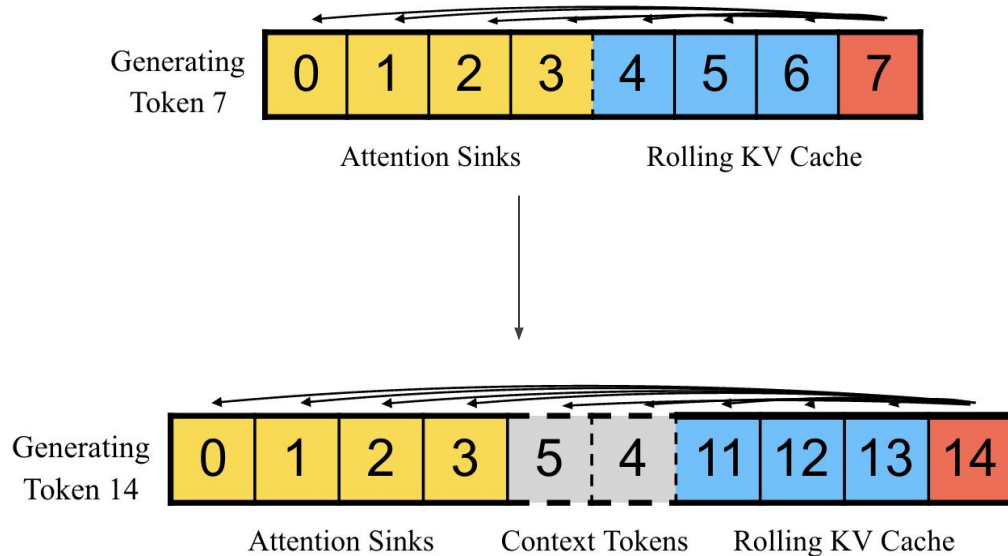 Generating
Token 7
0 1 2 3 4 5 6 7
Attention Sinks Rolling KV Cache
Generating
Token 14
0 1 2 3 5 4 11 12 13 14
Attention Sinks Context Tokens Rolling KV Cache